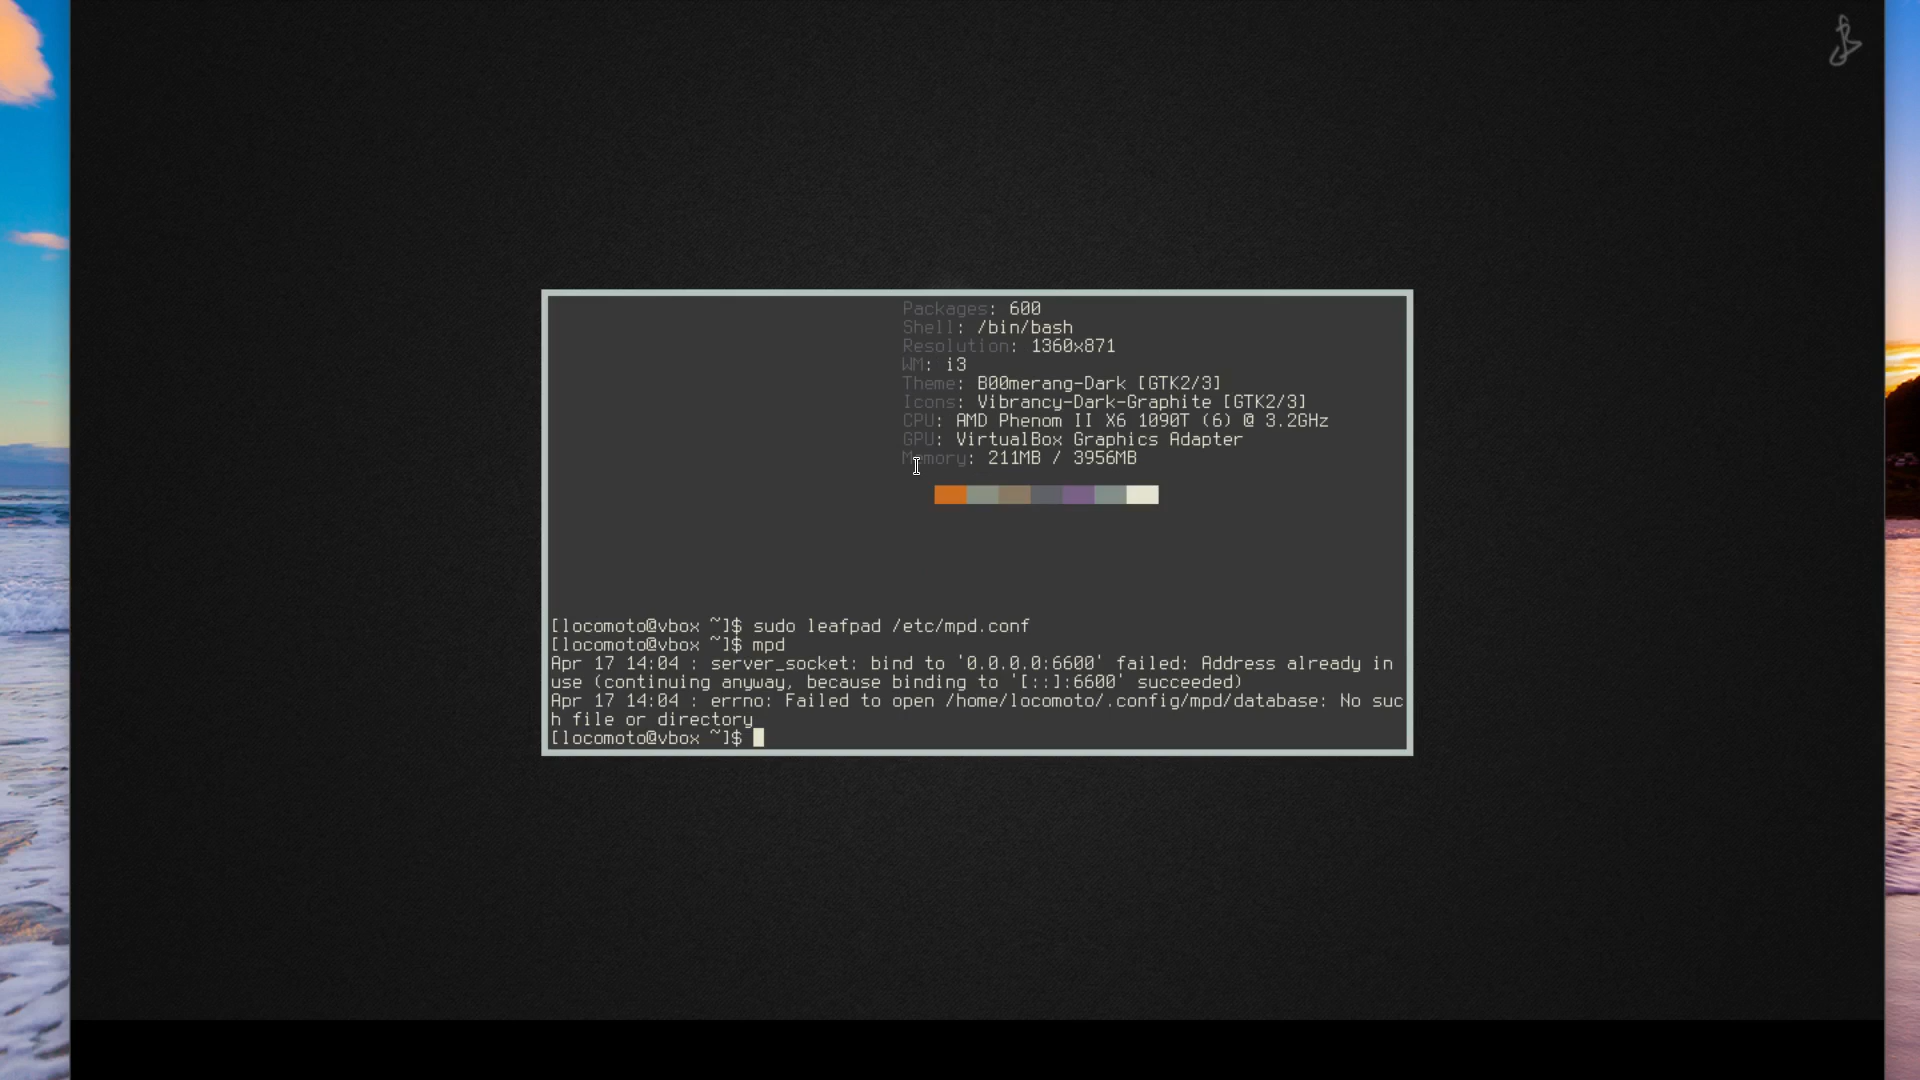 Packages: 600
Shell: /bin/bash
Resolution: 1360x871
WM: i3
Theme: B00merang-Dark [GTK2/3]
Icons: Vibrancy-Dark-Graphite [GTK2/3]
CPU: AMD Phenom II X6 1090T (6) @ 3.2GHz
GPU: VirtualBox Graphics Adapter
Memory: 211MB / 3956MB
[locomoto@vbox ~]$ sudo leafpad /etc/mpd.conf
[locomoto@vbox ~]$ mpd
Apr 17 14:04 : server_socket: bind to '0.0.0.0:6600' failed: Address already in
use (continuing anyway, because binding to '[::]:6600' succeeded)
Apr 17 14:04 : errno: Failed to open /home/locomoto/.config/mpd/database: No suc
h file or directory
[locomoto@vbox ~]$